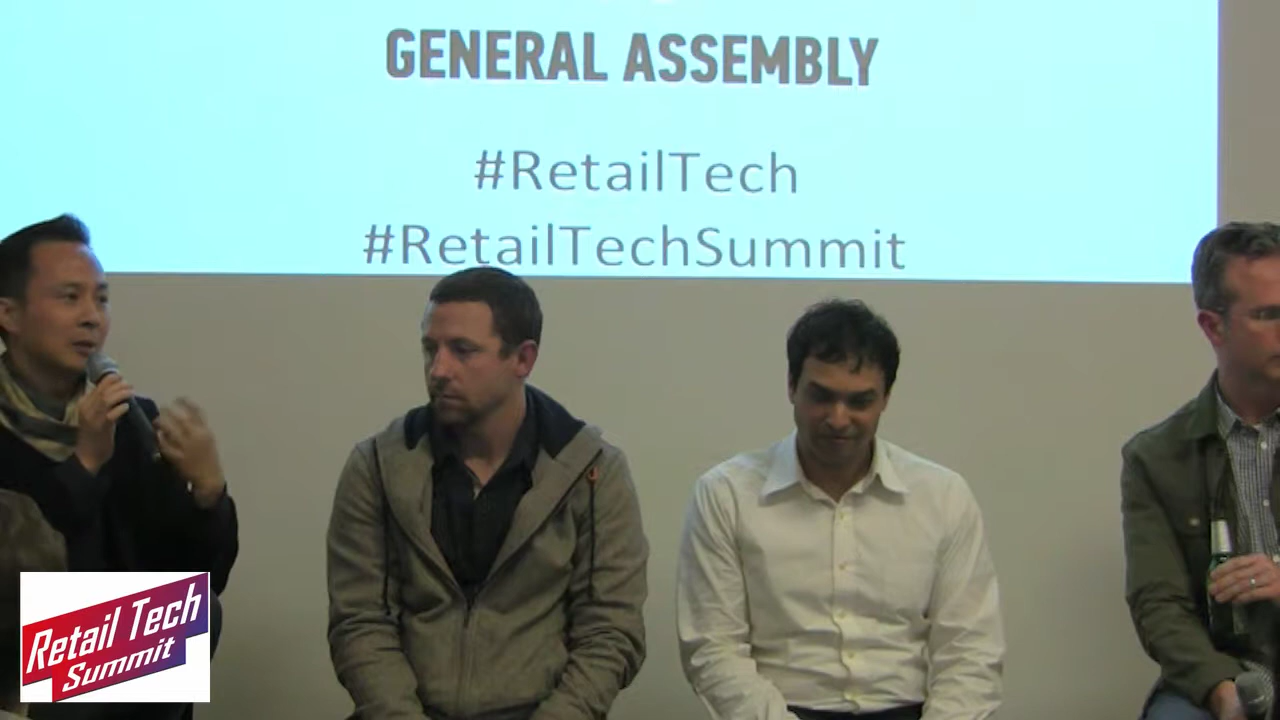 GENERAL ASSEMBLY
#RetailTech
#RetailTechSummit
Retail Tech
Summit